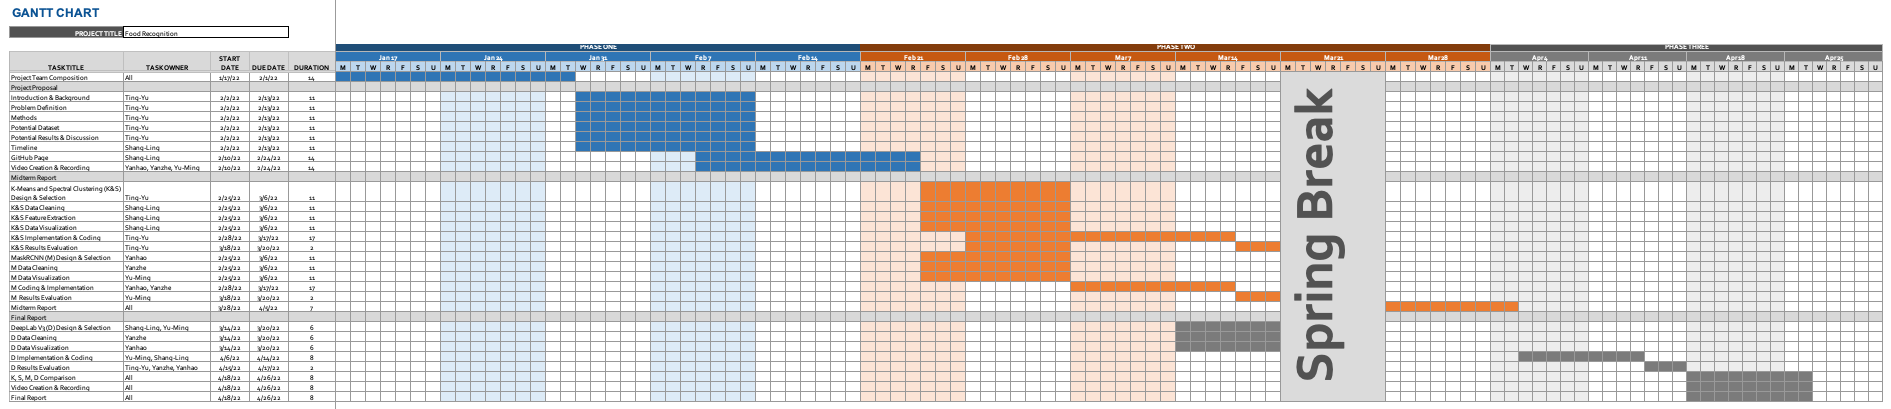 GANTT CHART
PROJECT TITLE Food Recognition
PHASE ONE PHASE TWO PHASE THREE
TASK TITLE TASK OWNER START DATE DUE DATE DURATION Jan 17 Jan 24 Jan 31 Feb 7 Feb 14 Feb 21 Feb 28 Mar 7 Mar 14 Mar 21 Mar 28 Apr 4 Apr 11 Apr 18 Apr 25
M T W R F S U M T W R F S U M T W R F S U M T W R F S U M T W R F S U M T W R F S U M T W R F S U M T W R F S U M T W R F S U M T W R F S U M T W R F S U M T W R F S U M T W R F S U M T W R F S U M T W R F S U
Project Team Composition All 1/17/22 2/1/22 14
Project Proposal
Introduction & Background Ting-Yu 2/2/22 2/13/22 11
Problem Definition Ting-Yu 2/2/22 2/13/22 11
Methods Ting-Yu 2/2/22 2/13/22 11
Potential Dataset Ting-Yu 2/2/22 2/13/22 11
Potential Results & Discussion Ting-Yu 2/2/22 2/13/22 11
Timeline Shang-Ling 2/2/22 2/13/22 11
GitHub Page Shang-Ling 2/10/22 2/24/22 14
Video Creation & Recording Yanhao, Yanzhe, Yu-Ming 2/10/22 2/24/22 14
Midterm Report
K-Means and Spectral Clustering (K&S)
Design & Selection Ting-Yu 2/25/22 3/6/22 11
K&S Data Cleaning Shang-Ling 2/25/22 3/6/22 11
K&S Feature Extraction Shang-Ling 2/25/22 3/6/22 11
K&S Data Visualization Shang-Ling 2/25/22 3/6/22 11
K&S Implementation & Coding Ting-Yu 2/28/22 3/17/22 17
K&S Results Evaluation Ting-Yu 3/18/22 3/20/22 2
MaskRCNN (M) Design & Selection Yanhao 2/25/22 3/6/22 11
M Data Cleaning Yanzhe 2/25/22 3/6/22 11
M Data Visualization Yu-Ming 2/25/22 3/6/22 11
M Coding & Implementation Yanhao, Yanzhe 2/28/22 3/17/22 17
M Results Evaluation Yu-Ming 3/18/22 3/20/22 2
Midterm Report All 3/28/22 4/5/22 7
Final Report
DeepLab V3 (D) Design & Selection Shang-Ling, Yu-Ming 3/14/22 3/20/22 6
D Data Cleaning Yanzhe 3/14/22 3/20/22 6
D Data Visualization Yanhao 3/14/22 3/20/22 6
D Implementation & Coding Yu-Ming, Shang-Ling 4/6/22 4/14/22 8
D Results Evaluation Ting-Yu, Yanzhe, Yanhao 4/15/22 4/17/22 2
K, S, M, D Comparison All 4/18/22 4/26/22 8
Video Creation & Recording All 4/18/22 4/26/22 8
Final Report All 4/18/22 4/26/22 8
Spring Break